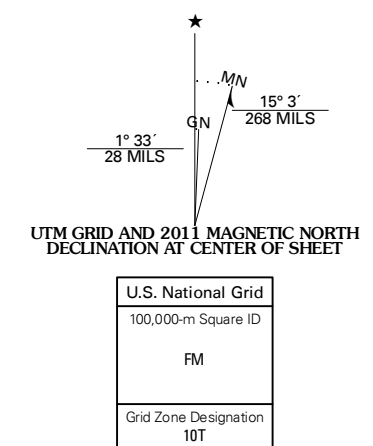 ★
MN
15° 3´
268 MILS
GN
1° 33´
28 MILS
UTM GRID AND 2011 MAGNETIC NORTH
DECLINATION AT CENTER OF SHEET
U.S. National Grid
100,000-m Square ID
FM
Grid Zone Designation
10T